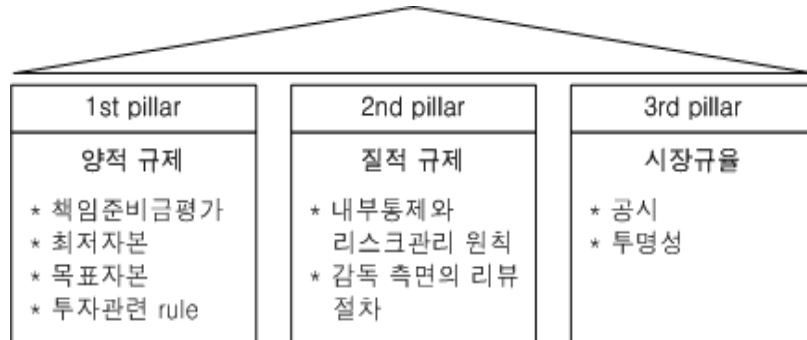 1st pillar
양적 규제
* 책임준비금평가
* 최저자본
* 목표자본
* 투자관련 rule
2nd pillar
질적 규제
* 내부통제와
리스크관리 원칙
* 감독 측면의 리뷰
절차
3rd pillar
시장규율
* 공시
* 투명성